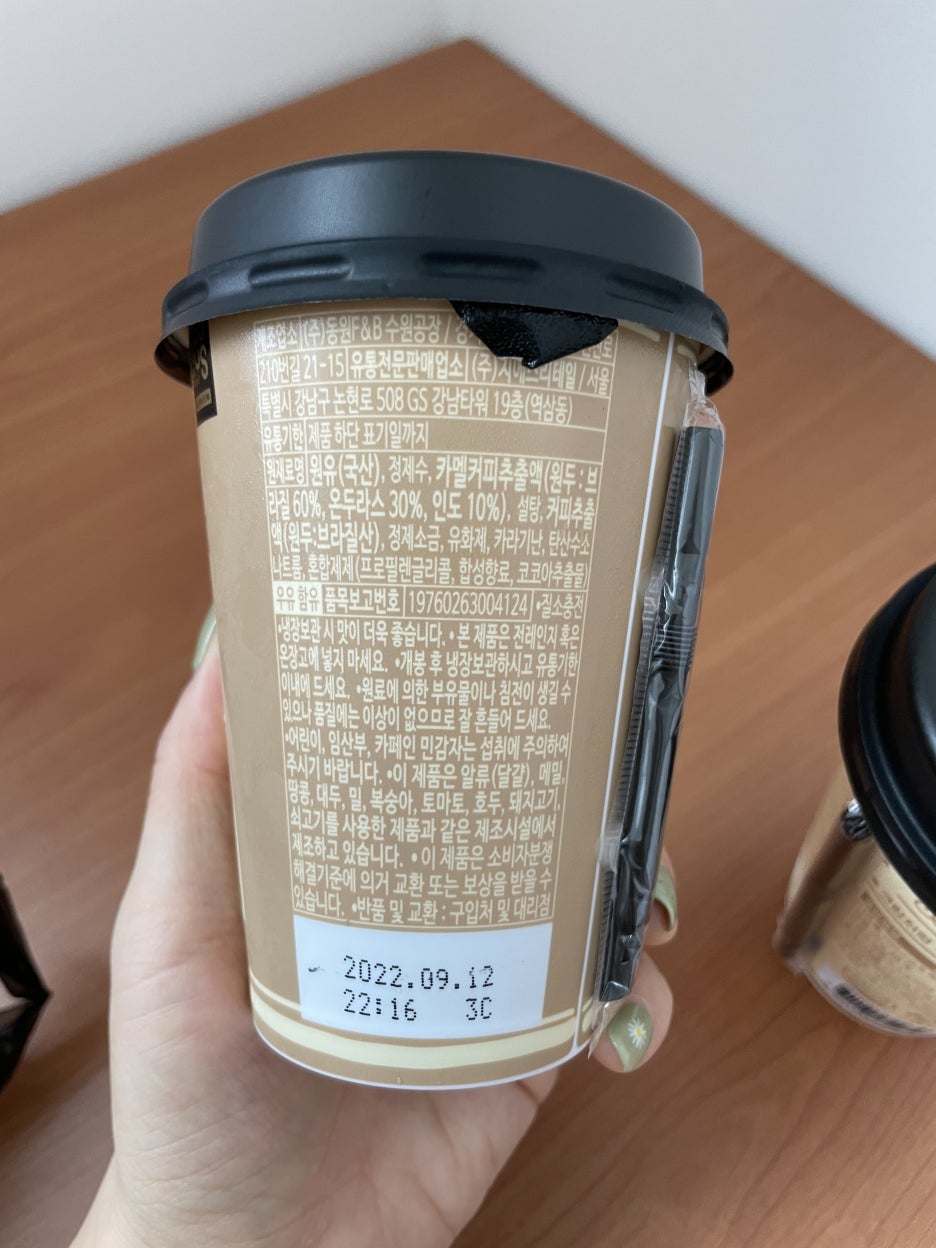 제조업소 (주)동원F&B 수원공장 /
210번길 21-15 유통전문판매업소 (주)지에스리테일 / 서울
특별시 강남구 논현로 508 GS 강남타워 19층(역삼동)
유통기한 제품 하단 표기일까지
원재료명 원유(국산), 정제수, 카멜커피추출액(원두:브
라질 60%, 온두라스 30%, 인도 10%), 설탕, 커피추출
액(원두:브라질산), 정제소금, 유화제, 카라기난, 탄산수소
나트륨, 혼합제제(프로필렌글리콜, 합성향료, 코코아추출물)
우유 함유 품목보고번호 19760263004124 •질소충전
•냉장보관 시 맛이 더욱 좋습니다. •본 제품은 전레인지 혹은
온장고에 넣지 마세요. •개봉 후 냉장보관하시고 유통기한
이내에 드세요. •원료에 의한 부유물이나 침전이 생길 수
있으나 품질에는 이상이 없으므로 잘 흔들어 드세요.
•어린이, 임산부, 카페인 민감자는 섭취에 주의하여
주시기 바랍니다. •이 제품은 알류(달걀), 메밀,
땅콩, 대두, 밀, 복숭아, 토마토, 호두, 돼지고기,
쇠고기를 사용한 제품과 같은 제조시설에서
제조하고 있습니다. •이 제품은 소비자분쟁
해결기준에 의거 교환 또는 보상을 받을 수
있습니다. •반품 및 교환 : 구입처 및 대리점
2022.09.12
22:16 3C